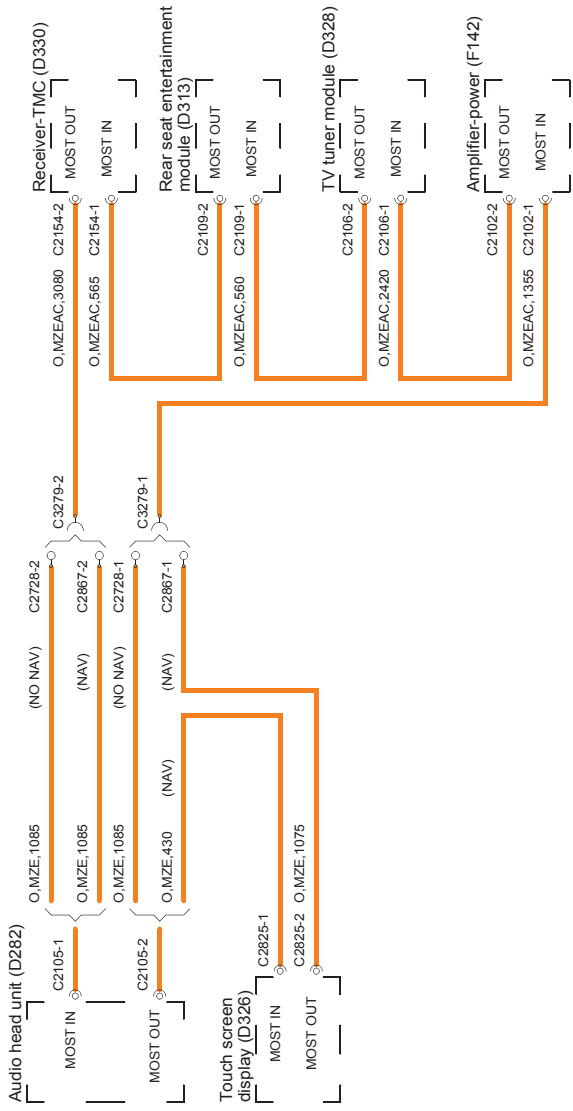 Receiver-TMC (D330)
MOST OUT
MOST IN
C2154-2
C2154-1
O,MZEAC,3080
O,MZEAC,565
Rear seat entertainment
module (D313)
MOST OUT
MOST IN
C2109-2
C2109-1
O,MZEAC,560
TV tuner module (D328)
MOST OUT
MOST IN
C2106-2
C2106-1
O,MZEAC,2420
Amplifier-power (F142)
MOST OUT
MOST IN
C2102-2
C2102-1
O,MZEAC,1355
C3279-2
C3279-1
C2728-2
C2867-2
C2728-1
C2867-1
(NO NAV)
(NAV)
(NO NAV)
(NAV)
(NAV)
O,MZE,1085
O,MZE,1085
O,MZE,1085
O,MZE,430
Audio head unit (D282)
MOST IN
MOST OUT
C2105-1
C2105-2
Touch screen
display (D326)
MOST IN
MOST OUT
C2825-1
C2825-2
O,MZE,1075